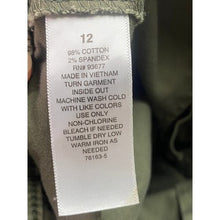 12
98% COTTON
2% SPANDEX
RN# 93677
MADE IN VIETNAM
TURN GARMENT
INSIDE OUT
MACHINE WASH COLD
WITH LIKE COLORS
USE ONLY
NON-CHLORINE
BLEACH IF NEEDED
TUMBLE DRY LOW
WARM IRON AS
NEEDED
76163-5